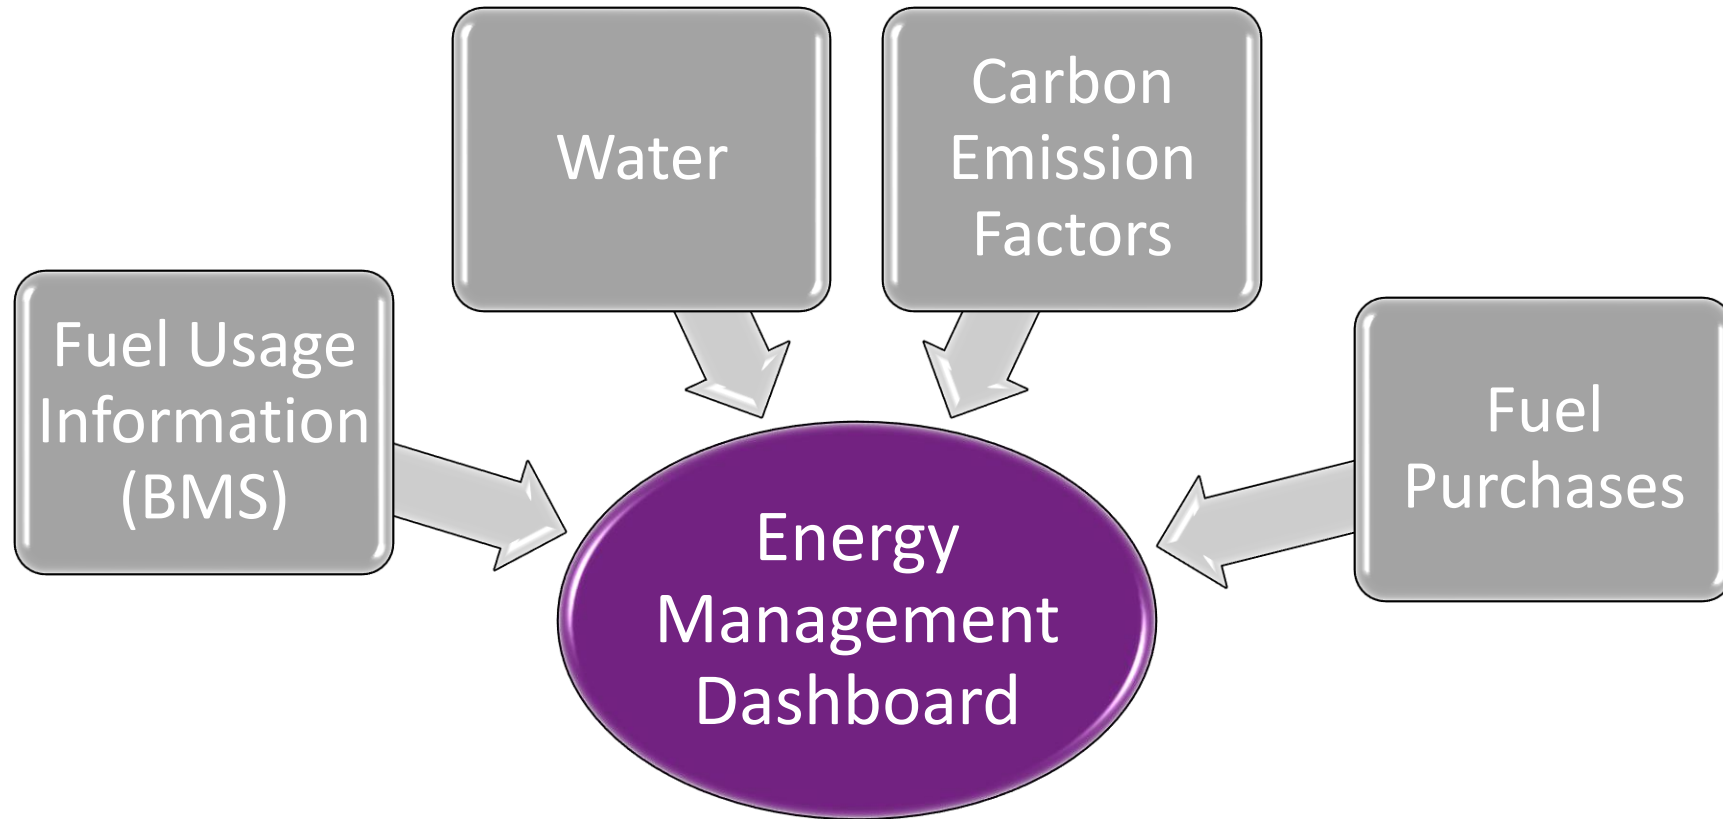 Water
Carbon
Emission
Factors
Fuel Usage
Information
(BMS)
Fuel
Purchases
Energy
Management
Dashboard